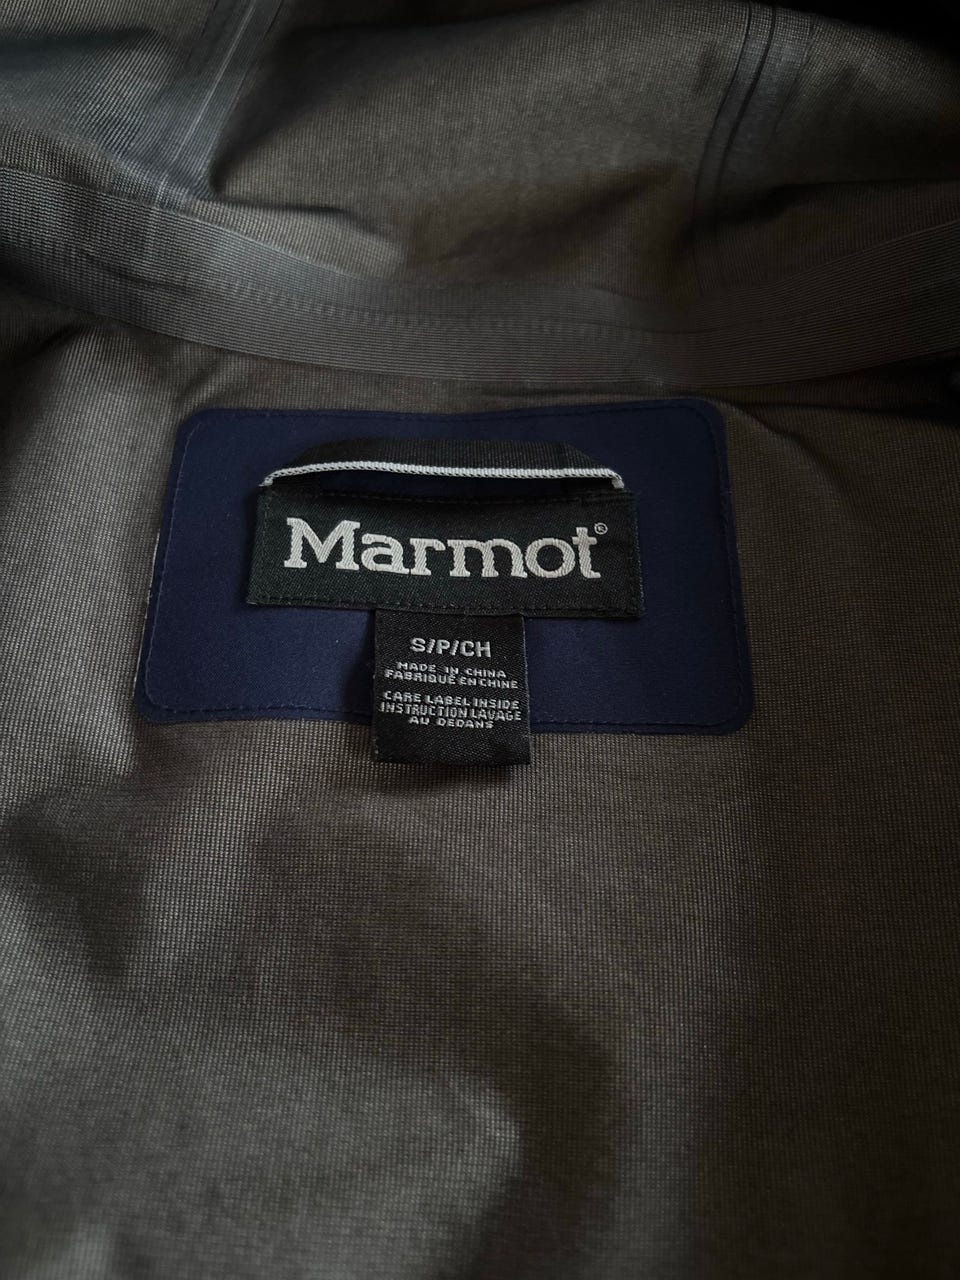 Marmot®
S/P/CH
MADE IN CHINA
FABRIQUÉ EN CHINE
CARE LABEL INSIDE
INSTRUCTION LAVAGE
AU DEDANS